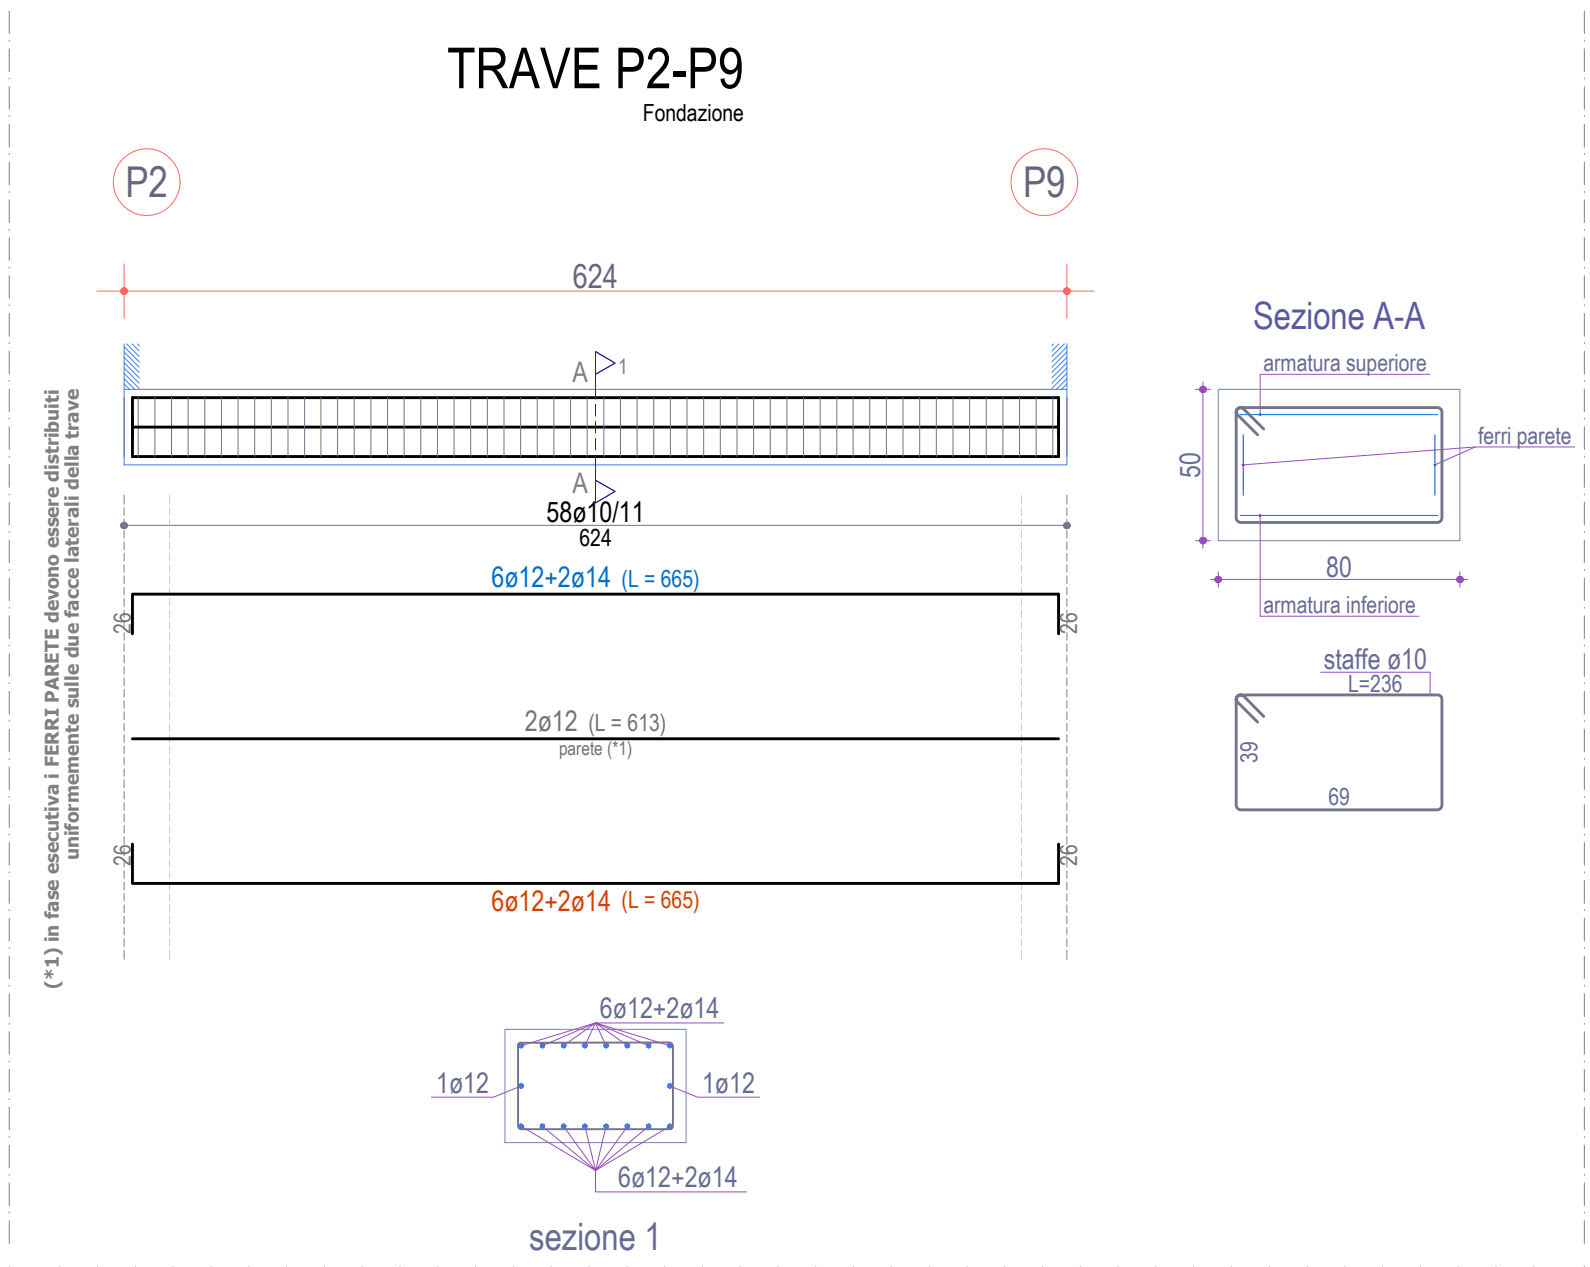 TRAVE P2-P9
Fondazione
P2
P9
624
A
1
A
58ø10/11
624
6ø12+2ø14 (L = 665)
26
26
2ø12 (L = 613)
parete (*1)
26
26
6ø12+2ø14 (L = 665)
(*1) in fase esecutiva i FERRI PARETE devono essere distribuiti
uniformemente sulle due facce laterali della trave
6ø12+2ø14
1ø12
1ø12
6ø12+2ø14
sezione 1
Sezione A-A
armatura superiore
ferri parete
50
80
armatura inferiore
staffe ø10
L=236
39
69